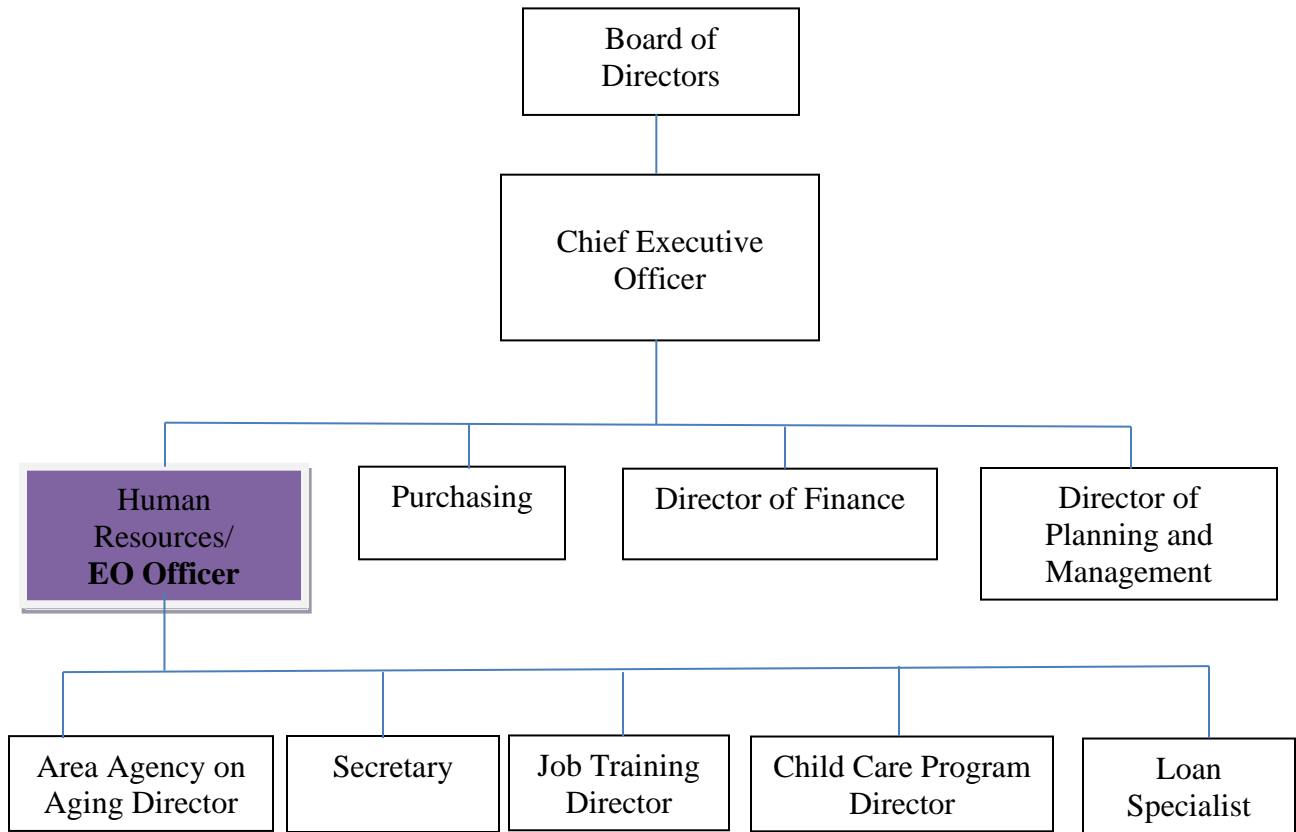 Board of
Directors
Chief Executive
Officer
Human
Resources/
EO Officer
Purchasing
Director of Finance
Director of
Planning and
Management
Area Agency on
Aging Director
Secretary
Job Training
Director
Child Care Program
Director
Loan
Specialist